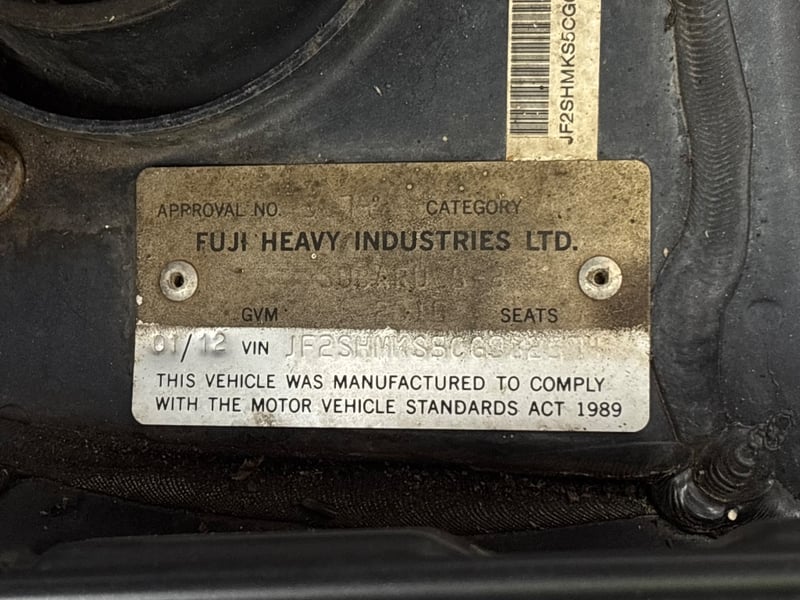 JF2SHMKS5CG
APPROVAL NO. CATEGORY
FUJI HEAVY INDUSTRIES LTD.
GVM SEATS
01/12 VIN
THIS VEHICLE WAS MANUFACTURED TO COMPLY
WITH THE MOTOR VEHICLE STANDARDS ACT 1989